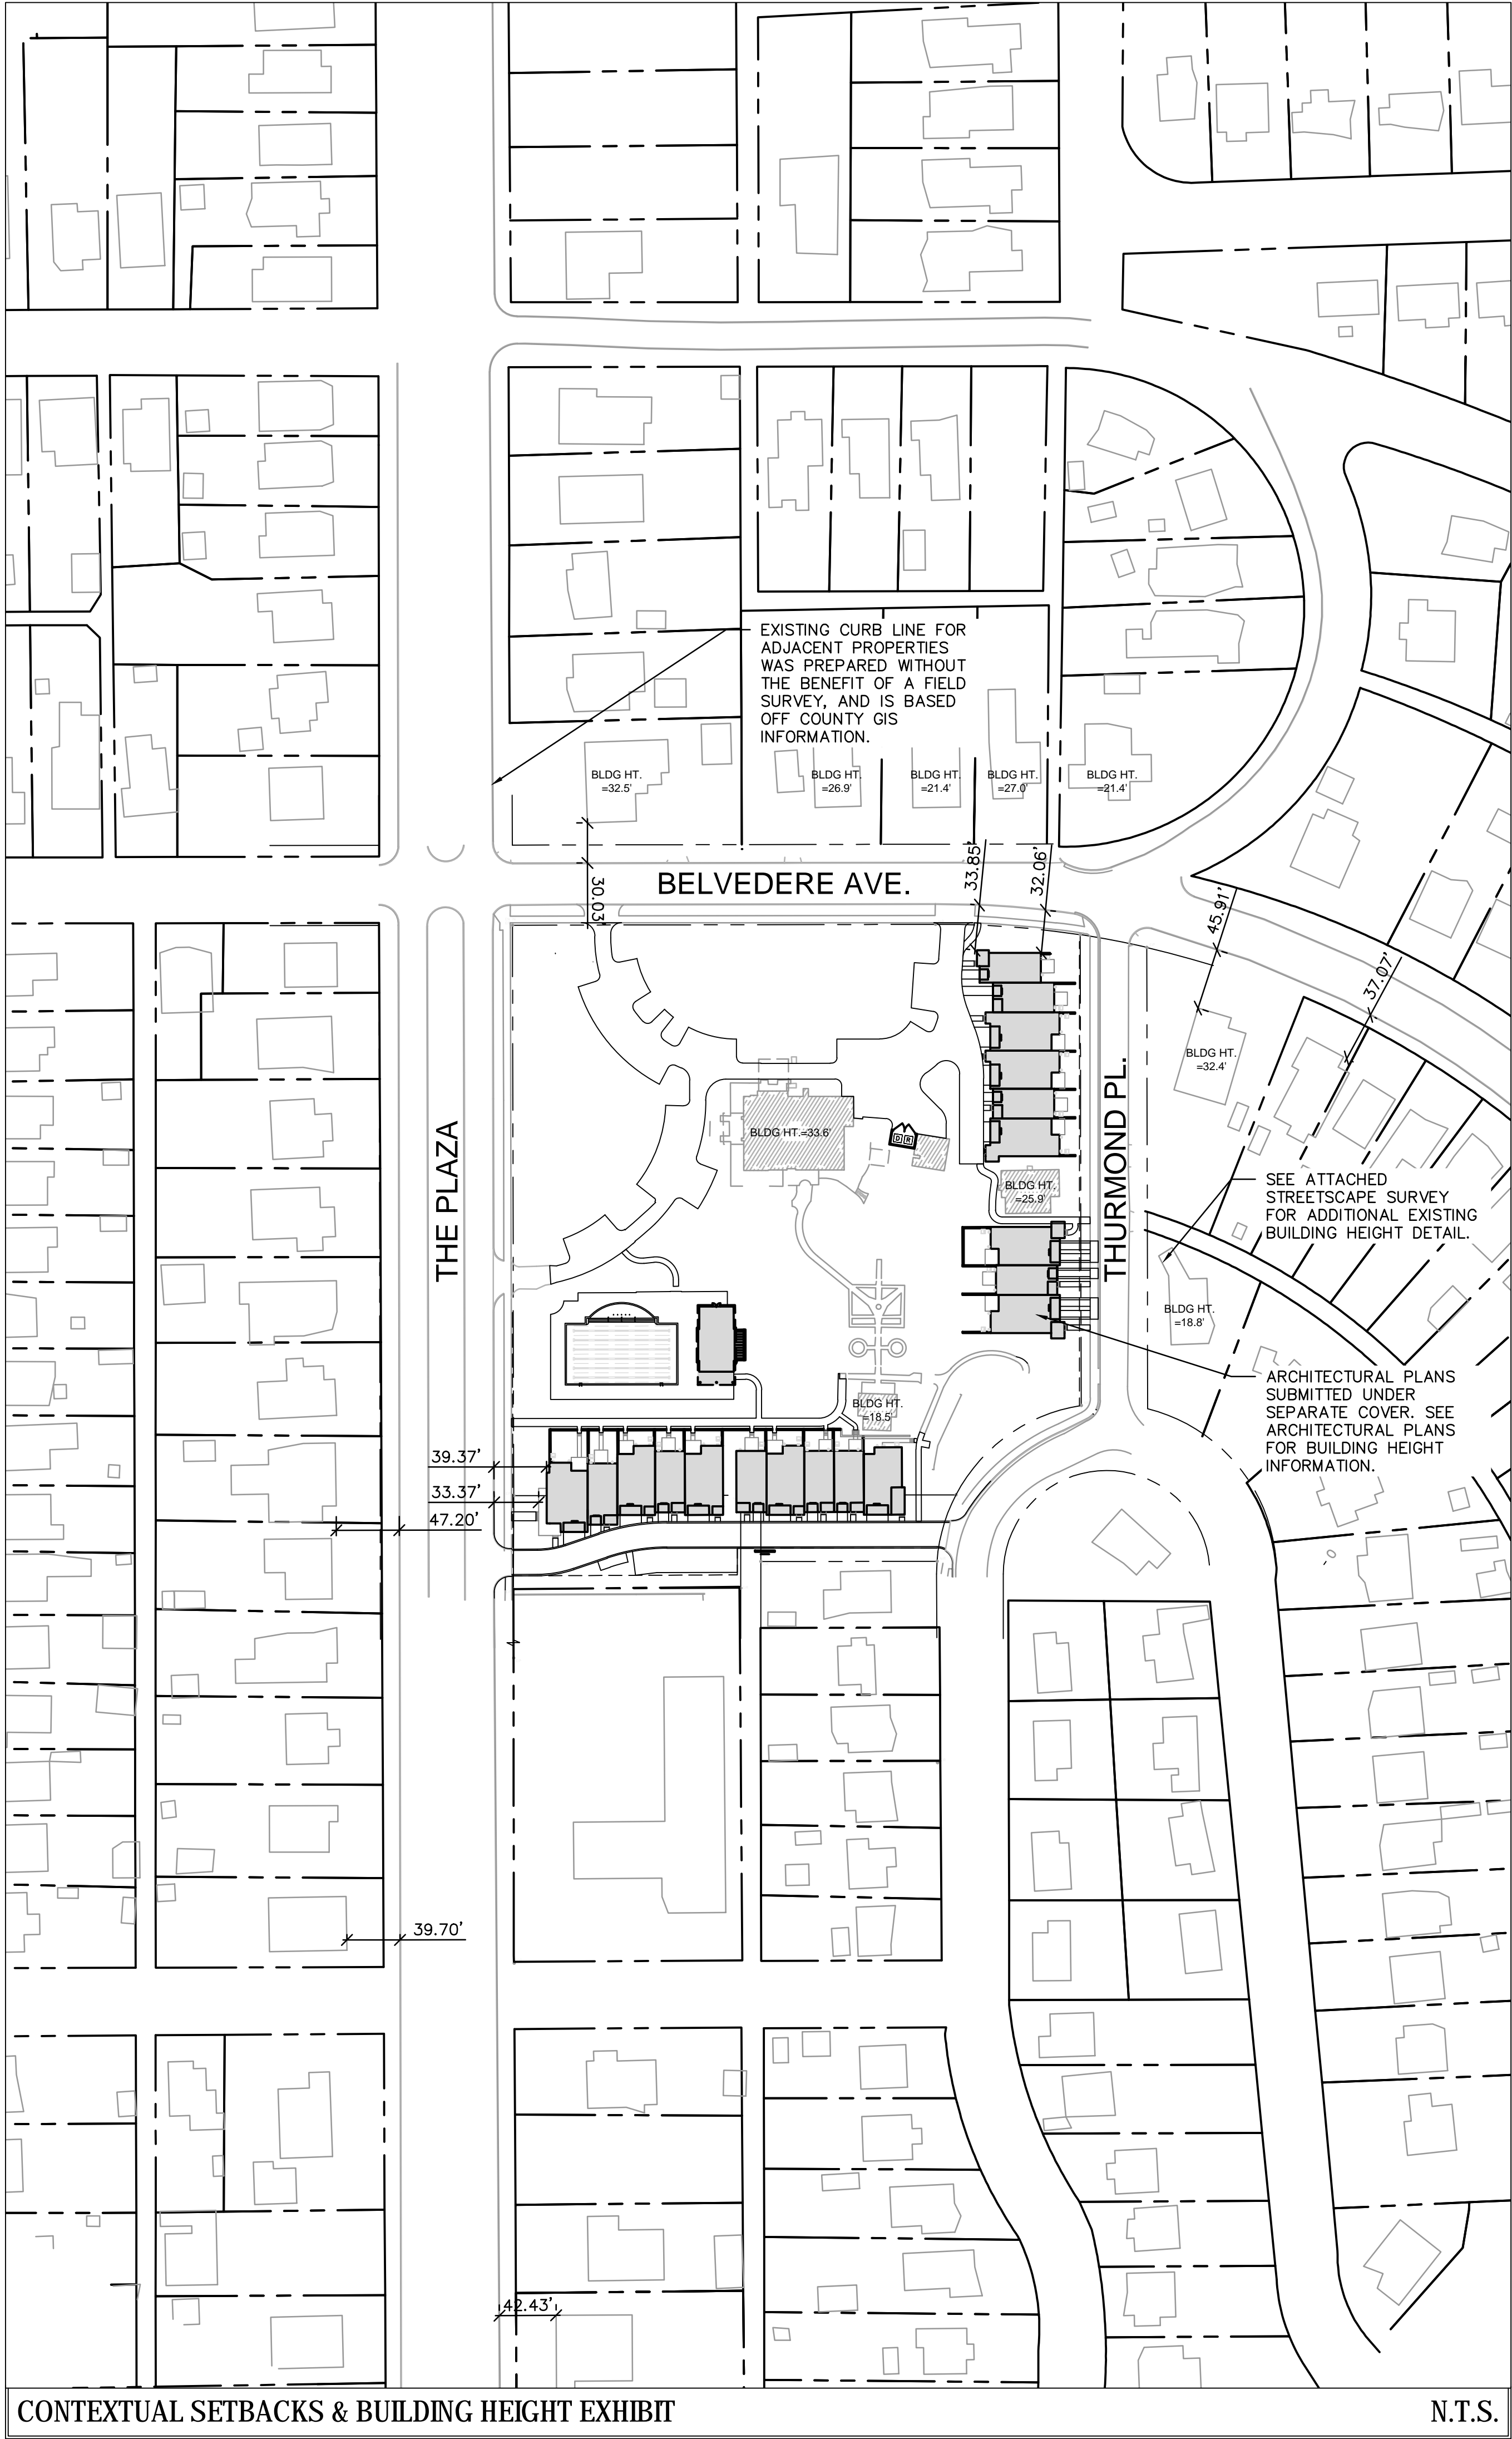 EXISTING CURB LINE FOR
ADJACENT PROPERTIES
WAS PREPARED WITHOUT
THE BENEFIT OF A FIELD
SURVEY, AND IS BASED
OFF COUNTY GIS
INFORMATION.
BLDG HT.
=32.5'
BLDG HT.
=26.9'
BLDG HT.
=21.4'
BLDG HT.
=27.0'
BLDG HT.
=21.4'
BELVEDERE AVE.
30.03'
33.85'
32.06'
45.91'
37.07'
BLDG HT.
=32.4'
THE PLAZA
THURMOND PL.
BLDG HT.=33.6'
D R
BLDG HT.
=25.9'
SEE ATTACHED
STREETSCAPE SURVEY
FOR ADDITIONAL EXISTING
BUILDING HEIGHT DETAIL.
BLDG HT.
=18.8'
ARCHITECTURAL PLANS
SUBMITTED UNDER
SEPARATE COVER. SEE
ARCHITECTURAL PLANS
FOR BUILDING HEIGHT
INFORMATION.
BLDG HT.
=18.5'
39.37'
33.37'
47.20'
39.70'
42.43'
CONTEXTUAL SETBACKS & BUILDING HEIGHT EXHIBIT
N.T.S.